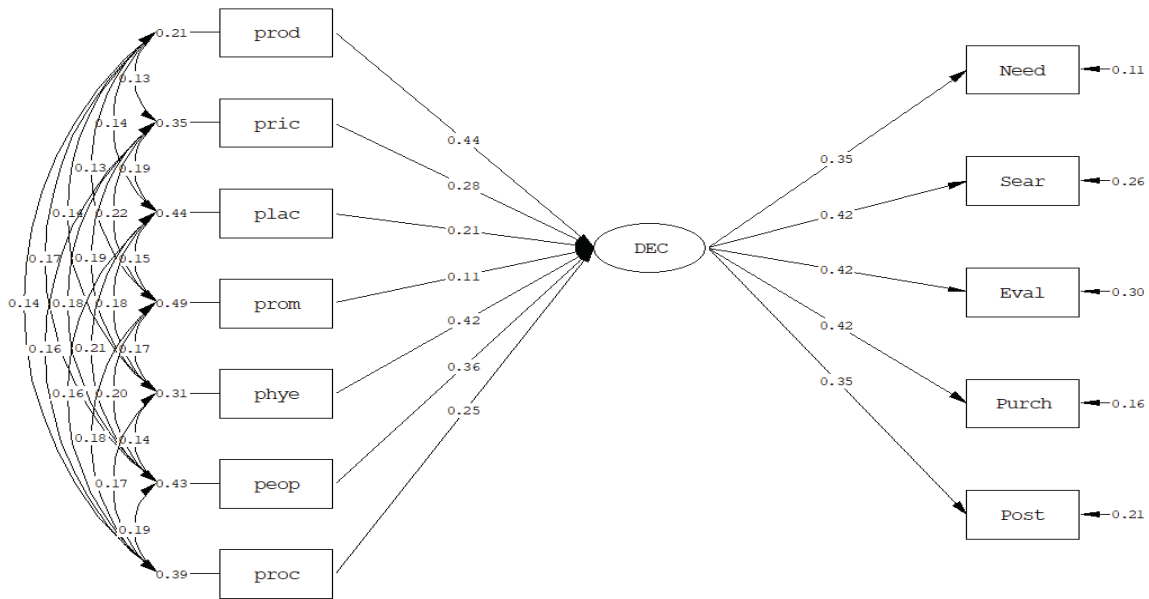 0.21 prod
Need 0.11
0.13
0.14 0.35 pric
0.44
0.35
0.13 0.19
0.28
Sear 0.26
0.14 0.22 0.44 plac
0.21
0.42
DEC
0.17 0.19 0.15
0.11
0.42
Eval 0.30
0.14 0.18 0.18 0.49 prom
0.42
0.42
0.16 0.21 0.17
0.36
0.35
0.16 0.20 0.31 phye
Purch 0.16
0.25
0.18 0.14
0.17 0.43 peop
Post 0.21
0.19
0.39 proc